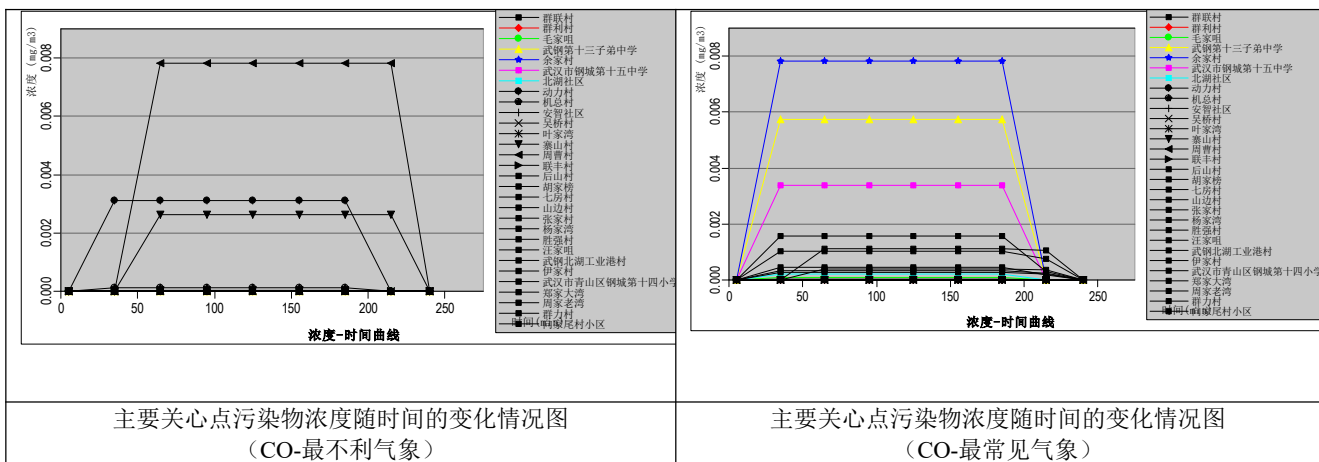 浓度 (mg/m3)
0.008
0.006
0.004
0.002
0.000
0
50
100
150
200
250
浓度-时间曲线
群联村
群利村
毛家咀
武钢第十三子弟中学
余家村
武汉市钢城第十五中学
北湖社区
动力村
机总村
安智社区
吴桥村
叶家湾
寨山村
周曹村
联丰村
后山村
胡家榜
七房村
山边村
张家村
杨家湾
胜强村
汪家咀
武钢北湖工业港村
伊家村
武汉市青山区钢城第十四小学
郑家大湾
周家老湾
群力村
主要关心点污染物浓度随时间的变化情况图
(CO-最不利气象)
浓度 (mg/m3)
0.008
0.006
0.004
0.002
0.000
0
50
100
150
200
250
浓度-时间曲线
群联村
群利村
毛家咀
武钢第十三子弟中学
余家村
武汉市钢城第十五中学
北湖社区
动力村
机总村
安智社区
吴桥村
叶家湾
寨山村
周曹村
联丰村
后山村
胡家榜
七房村
山边村
张家村
杨家湾
胜强村
汪家咀
武钢北湖工业港村
伊家村
武汉市青山区钢城第十四小学
郑家大湾
周家老湾
群力村
主要关心点污染物浓度随时间的变化情况图
(CO-最常见气象)